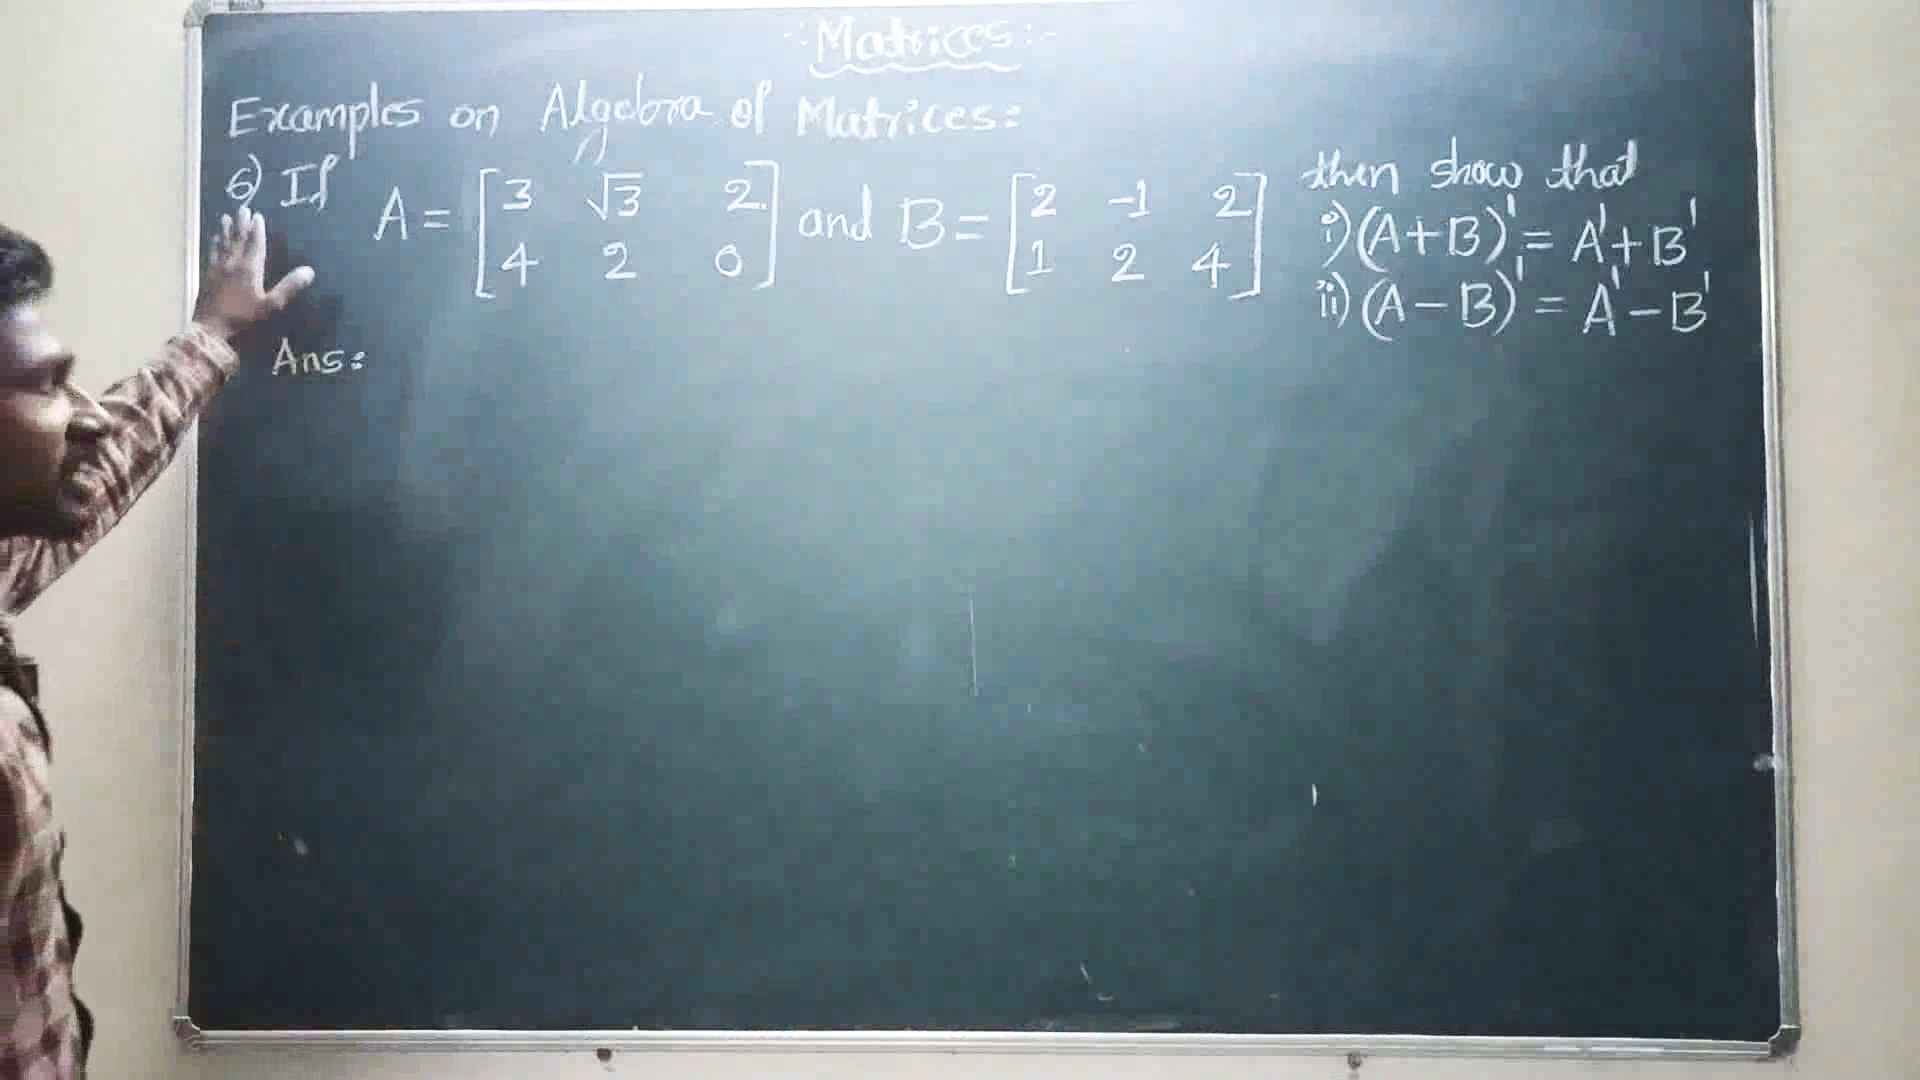 -: Matrices :-
Examples on Algebra of Matrices:
6) If A = [3 √3 2 and B = [2 -1 2 then show that
4 2 0] 1 2 4] i) (A+B)' = A'+B'
ii) (A-B)' = A'-B'
Ans: